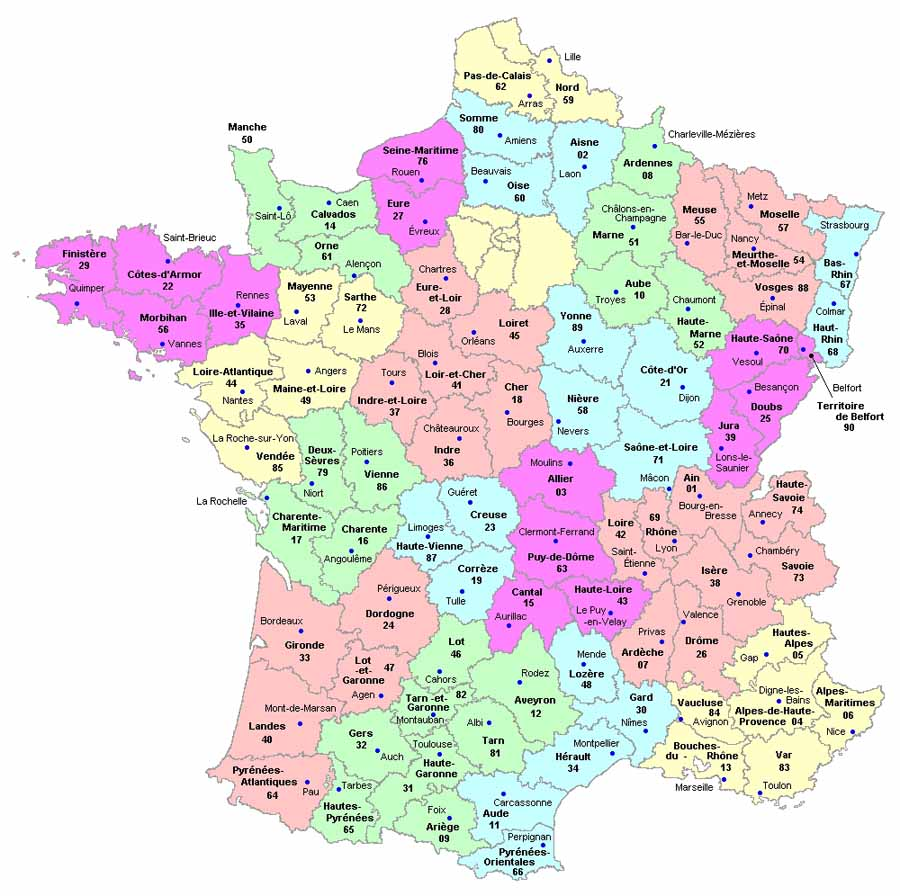 Lille
Pas-de-Calais
62
Nord
59
Arras
Somme
80
Amiens
Manche
50
Aisne
02
Laon
Charleville-Mézières
Ardennes
08
Seine-Maritime
76
Rouen
Beauvais
Oise
60
Eure
27
Évreux
Caen
Calvados
14
Saint-Lô
Orne
61
Alençon
Châlons-en-
Champagne
Marne
51
Meuse
55
Bar-le-Duc
Metz
Moselle
57
Nancy
Meurthe-
et-Moselle 54
Strasbourg
Bas-
Rhin
67
Colmar
Haut-
Rhin
68
Vosges 88
Épinal
Aube
10
Troyes
Chaumont
Haute-
Marne
52
Finistère
29
Quimper
Saint-Brieuc
Côtes-d'Armor
22
Morbihan
56
Vannes
Rennes
Ille-et-Vilaine
35
Mayenne
53
Laval
Sarthe
72
Le Mans
Chartres
Eure-
et-Loir
28
Loiret
45
Orléans
Yonne
89
Auxerre
Côte-d'Or
21
Dijon
Haute-Saône
70
Vesoul
Belfort
Territoire
de Belfort
90
Besançon
Doubs
25
Jura
39
Lons-le-
Saunier
Loire-Atlantique
44
Nantes
Angers
Maine-et-Loire
49
Tours
Indre-et-Loire
37
Blois
Loir-et-Cher
41
Cher
18
Bourges
Nièvre
58
Nevers
Saône-et-Loire
71
Mâcon
La Roche-sur-Yon
Vendée
85
Deux-
Sèvres
79
Niort
Poitiers
Vienne
86
Châteauroux
Indre
36
Moulins
Allier
03
Ain
01
Bourg-en-
Bresse
Haute-
Savoie
74
Annecy
La Rochelle
Charente-
Maritime
17
Charente
16
Angoulême
Limoges
Haute-Vienne
87
Guéret
Creuse
23
Clermont-Ferrand
Puy-de-Dôme
63
Loire
42
Saint-
Étienne
69
Rhône
Lyon
Chambéry
Savoie
73
Isère
38
Grenoble
Corrèze
19
Tulle
Périgueux
Dordogne
24
Bordeaux
Gironde
33
Cantal
15
Aurillac
Haute-Loire
43
Le Puy
-en-Velay
Privas
Ardèche
07
Valence
Drôme
26
Hautes-
Alpes
05
Gap
Lot
46
Cahors
Lot
-et-
Garonne
47
Agen
Rodez
Aveyron
12
Mende
Lozère
48
Gard
30
Nîmes
Vaucluse
84
Avignon
Digne-les-
Bains
Alpes-de-Haute-
Provence 04
Alpes-
Maritimes
06
Nice
Mont-de-Marsan
Landes
40
Tarn -et-
Garonne
82
Montauban
Albi
Tarn
81
Gers
32
Auch
Toulouse
Haute-
Garonne
31
Montpellier
Hérault
34
Bouches-
du - Rhône
13
Marseille
Var
83
Toulon
Pyrénées-
Atlantiques
64
Pau
Tarbes
Hautes-
Pyrénées
65
Foix
Ariège
09
Carcassonne
Aude
11
Perpignan
Pyrénées-
Orientales
66